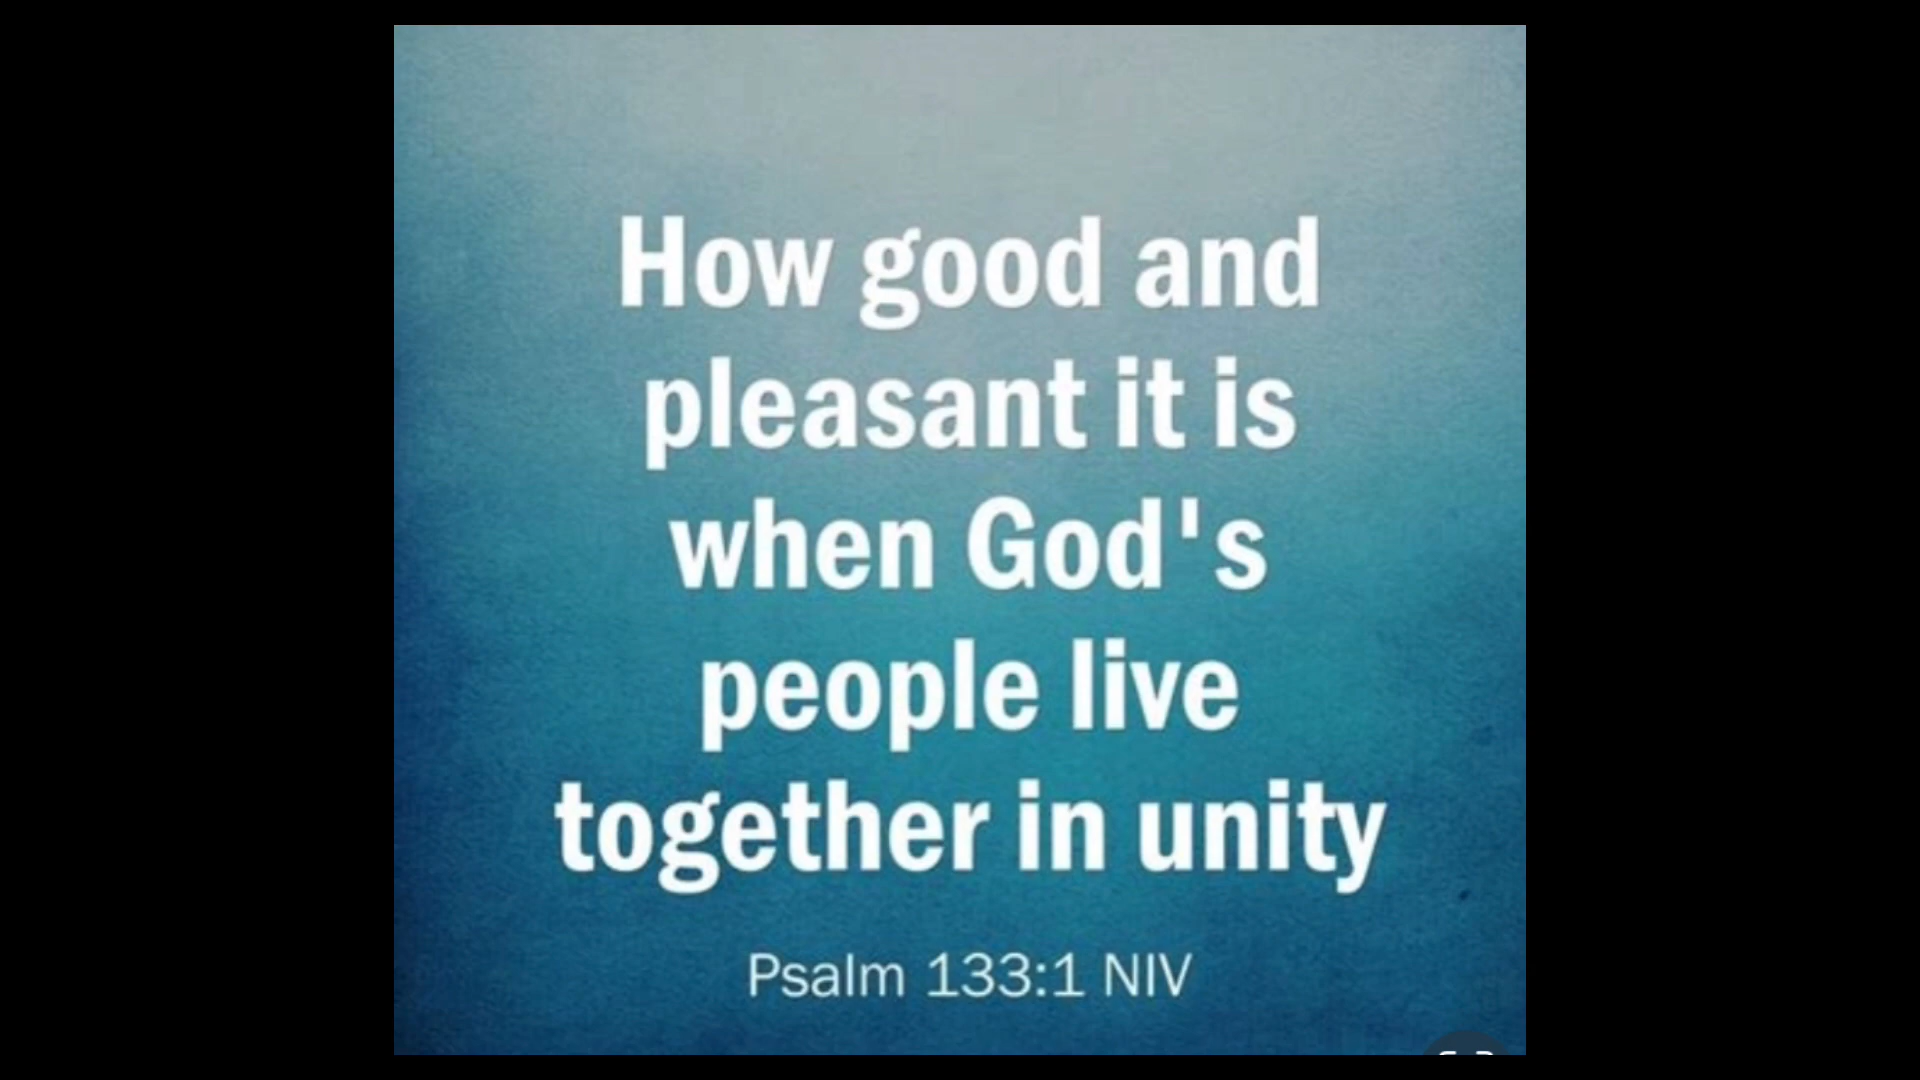 How good and
pleasant it is
when God's
people live
together in unity
Psalm 133:1 NIV